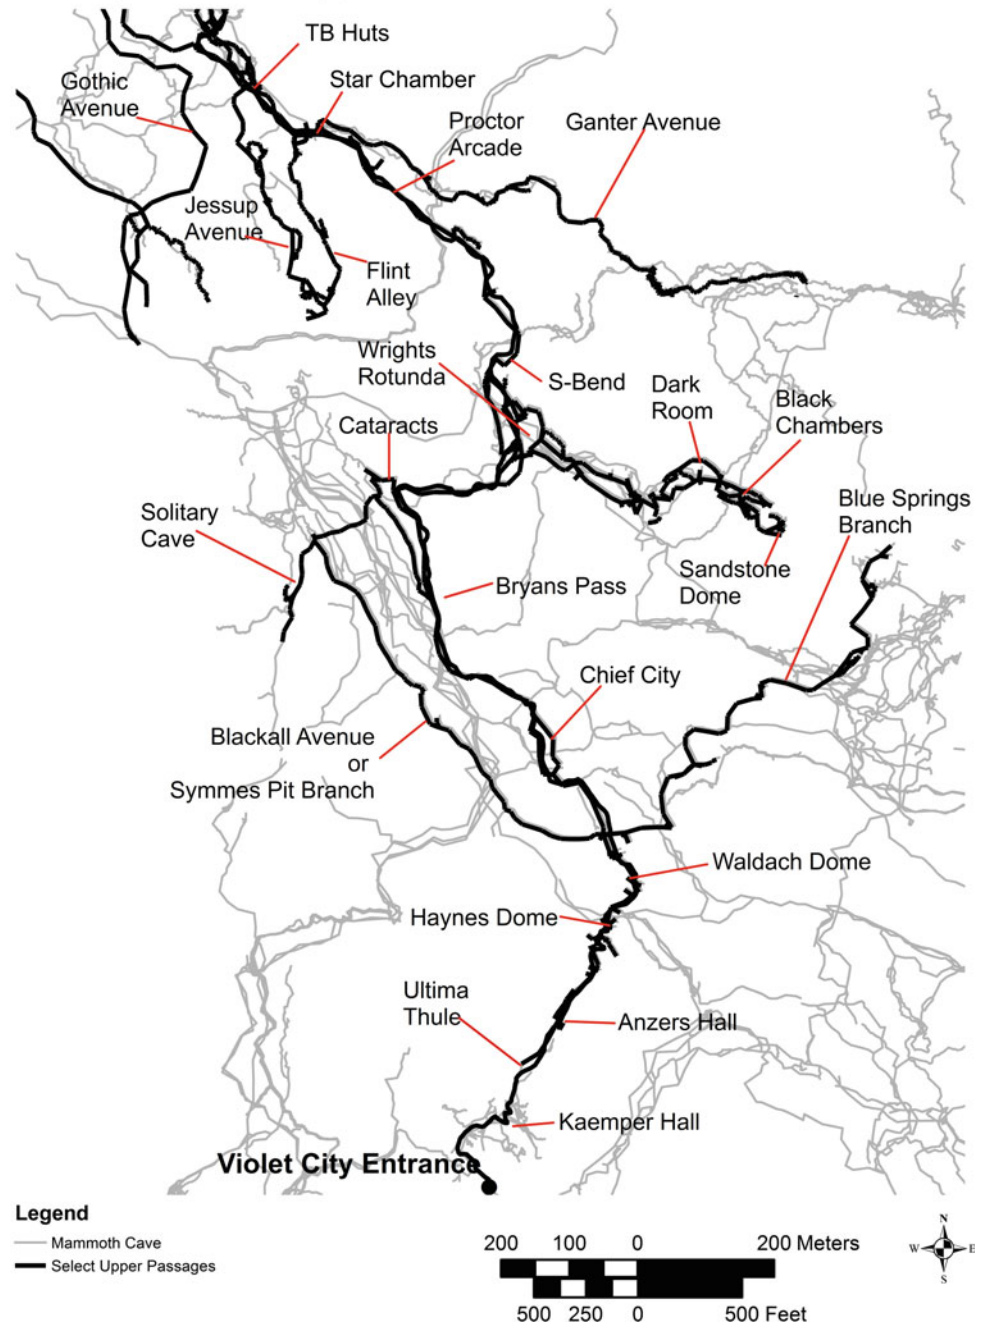 TB Huts
Star Chamber
Gothic
Avenue
Proctor
Arcade
Ganter Avenue
Jessup
Avenue
Flint
Alley
Wrights
Rotunda
S-Bend
Dark
Room
Black
Chambers
Cataracts
Blue Springs
Branch
Solitary
Cave
Sandstone
Dome
Bryans Pass
Chief City
Blackall Avenue
or
Symmes Pit Branch
Waldach Dome
Haynes Dome
Ultima
Thule
Anzers Hall
Kaemper Hall
Violet City Entrance
Legend
Mammoth Cave
Select Upper Passages
200 100 0 200 Meters
500 250 0 500 Feet
N
W E
S